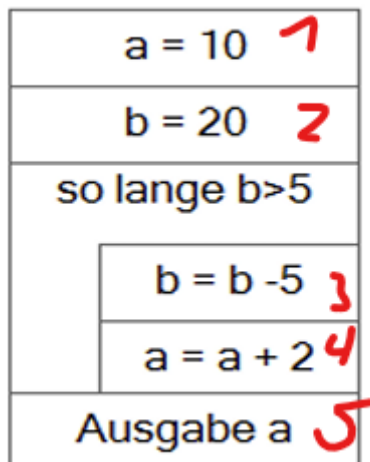 a = 10 1
b = 20 2
so lange b>5
b = b -5 3
a = a + 2 4
Ausgabe a 5